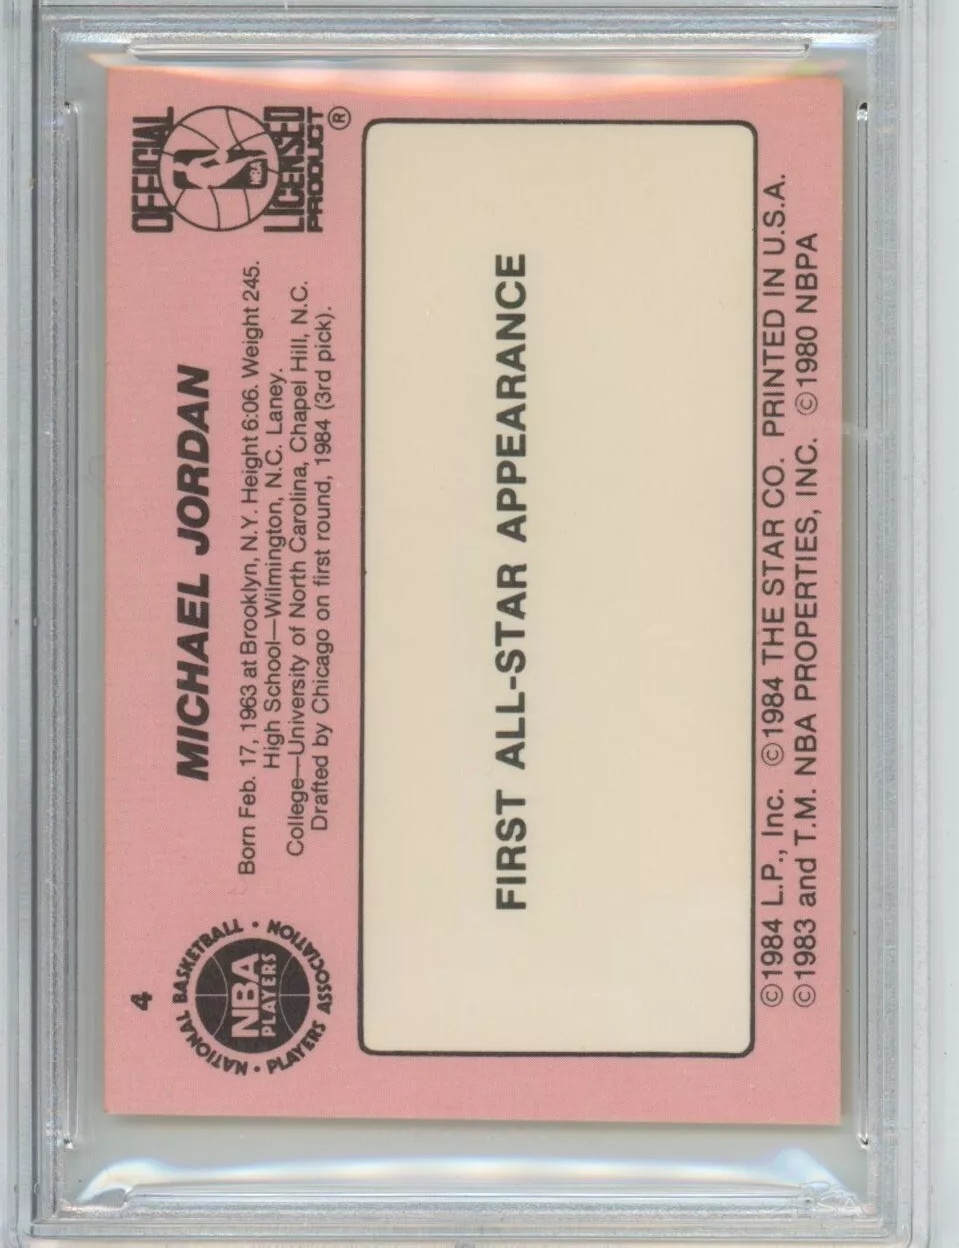 4
NATIONAL BASKETBALL • PLAYERS ASSOCIATION •
NBA
PLAYERS
MICHAEL JORDAN
Born Feb. 17, 1963 at Brooklyn, N.Y. Height 6:06. Weight 245.
High School—Wilmington, N.C. Laney.
College—University of North Carolina, Chapel Hill, N.C.
Drafted by Chicago on first round, 1984 (3rd pick).
OFFICIAL
NBA
LICENSED
PRODUCT ®
FIRST ALL-STAR APPEARANCE
©1984 L.P., Inc. ©1984 THE STAR CO. PRINTED IN U.S.A.
©1983 and T.M. NBA PROPERTIES, INC. ©1980 NBPA